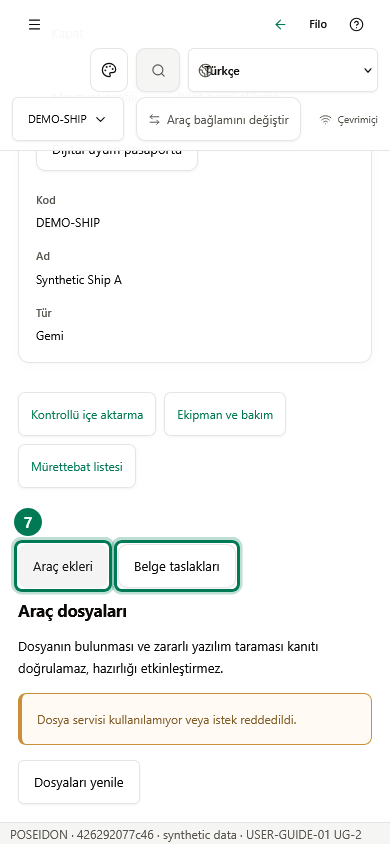 Filo
Türkçe
DEMO-SHIP
Araç bağlamını değiştir
Çevrimiçi
Dijital uyum pasaportu
Kod
DEMO-SHIP
Ad
Synthetic Ship A
Tür
Gemi
Kontrollü içe aktarma
Ekipman ve bakım
Mürettebat listesi
7
Araç ekleri
Belge taslakları
Araç dosyaları
Dosyanın bulunması ve zararlı yazılım taraması kanıtı
doğrulamaz, hazırlığı etkinleştirmez.
Dosya servisi kullanılamıyor veya istek reddedildi.
Dosyaları yenile
POSEIDON · 426292077c46 · synthetic data · USER-GUIDE-01 UG-2